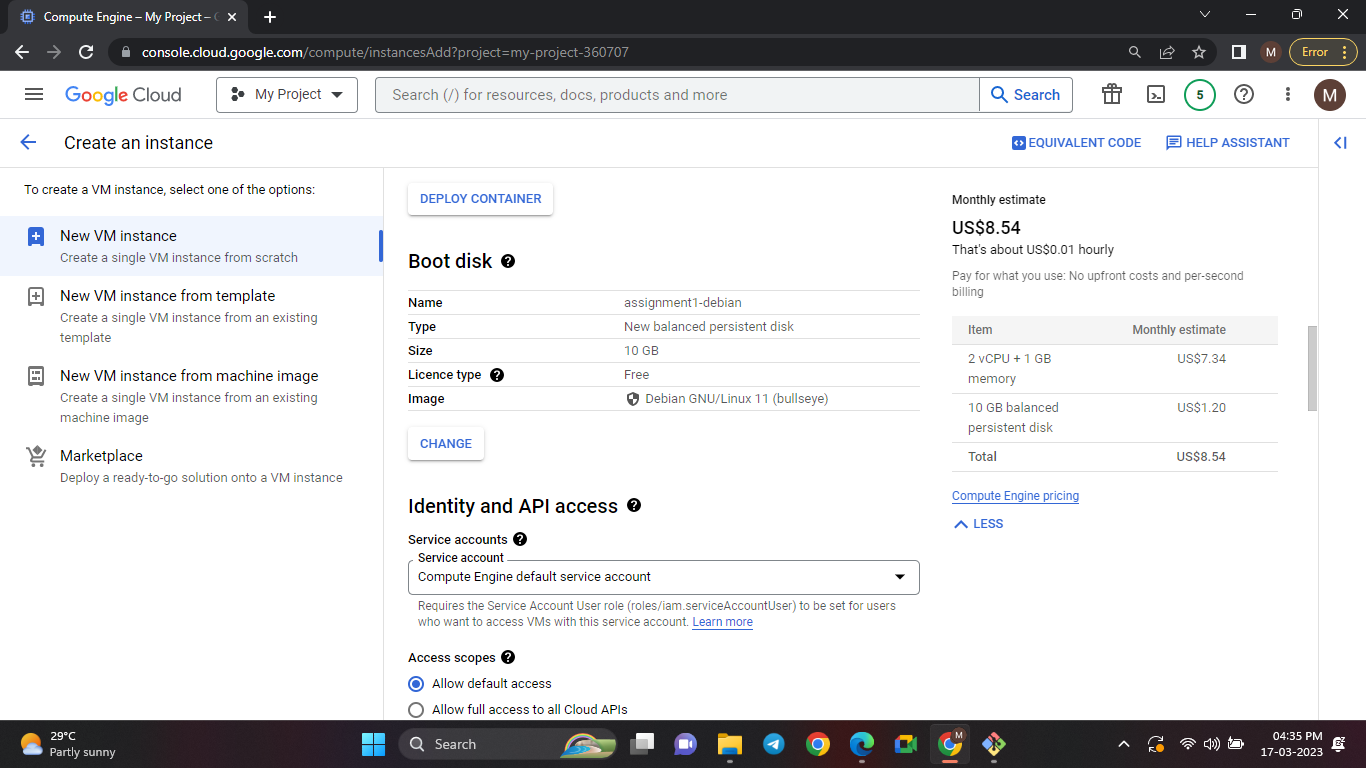 Compute Engine – My Project – G
console.cloud.google.com/compute/instancesAdd?project=my-project-360707
M
Error
Google Cloud
My Project
Search (/) for resources, docs, products and more
Search
5
M
Create an instance
EQUIVALENT CODE
HELP ASSISTANT
To create a VM instance, select one of the options:
New VM instance
Create a single VM instance from scratch
New VM instance from template
Create a single VM instance from an existing
template
New VM instance from machine image
Create a single VM instance from an existing
machine image
Marketplace
Deploy a ready-to-go solution onto a VM instance
DEPLOY CONTAINER
Boot disk
Name assignment1-debian
Type New balanced persistent disk
Size 10 GB
Licence type Free
Image Debian GNU/Linux 11 (bullseye)
CHANGE
Identity and API access
Service accounts
Service account
Compute Engine default service account
Requires the Service Account User role (roles/iam.serviceAccountUser) to be set for users
who want to access VMs with this service account. Learn more
Access scopes
Allow default access
Allow full access to all Cloud APIs
Monthly estimate
US$8.54
That's about US$0.01 hourly
Pay for what you use: No upfront costs and per-second
billing
Item Monthly estimate
2 vCPU + 1 GB US$7.34
memory
10 GB balanced US$1.20
persistent disk
Total US$8.54
Compute Engine pricing
LESS
29°C
Partly sunny
Search
M
04:35 PM
17-03-2023